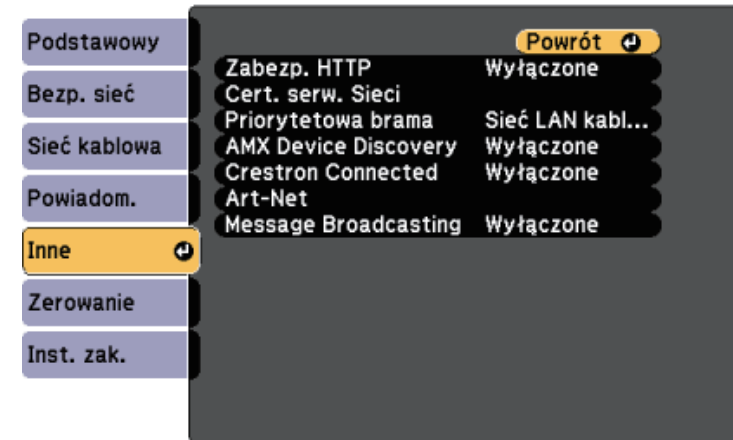 Podstawowy
Bezp. sieć
Sieć kablowa
Powiadom.
Inne
Zerowanie
Inst. zak.
Powrót
Zabezp. HTTP Wyłączone
Cert. serw. Sieci
Priorytetowa brama Sieć LAN kabl...
AMX Device Discovery Wyłączone
Crestron Connected Wyłączone
Art-Net
Message Broadcasting Wyłączone